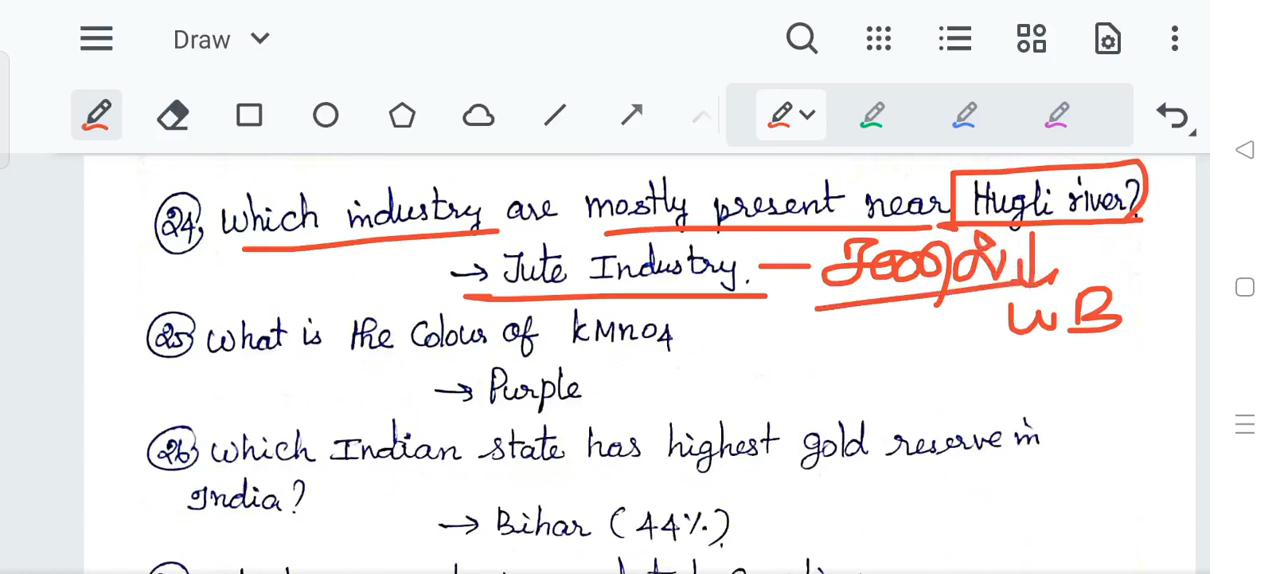 Draw
24, Which industry are mostly present near Hugli river?
→ Jute Industry. —
WB
25 What is the Colour of kMnO4
→ Purple
26 Which Indian state has highest gold reserve in
India?
→ Bihar (44%)